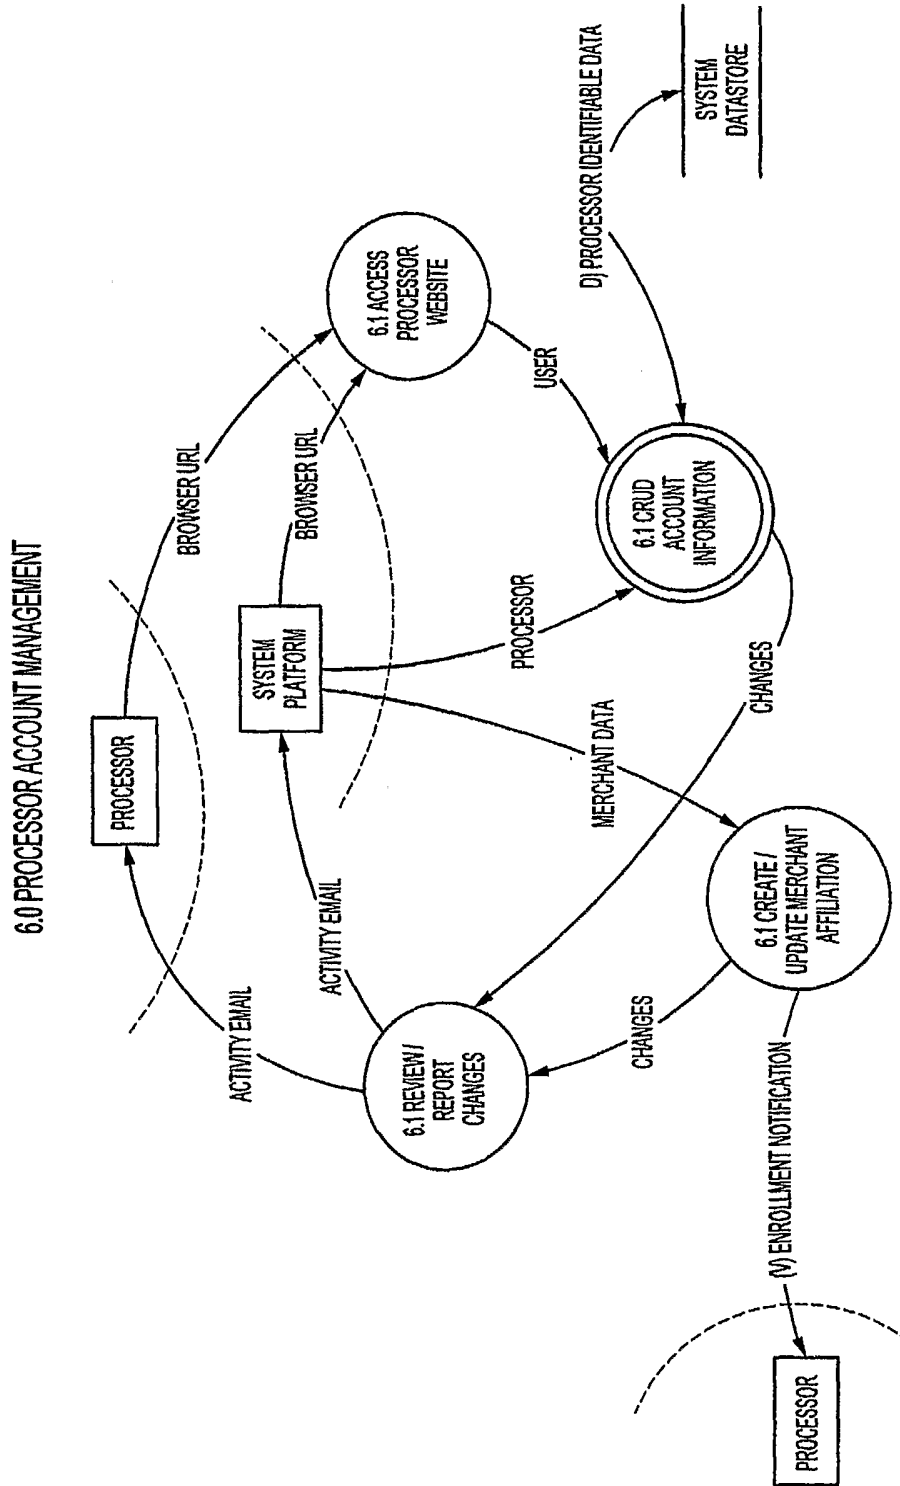 6.0 PROCESSOR ACCOUNT MANAGEMENT
PROCESSOR
BROWSER URL
ACTIVITY EMAIL
SYSTEM
PLATFORM
BROWSER URL
ACTIVITY EMAIL
6.1 ACCESS
PROCESSOR
WEBSITE
USER
D) PROCESSOR IDENTIFIABLE DATA
SYSTEM
DATASTORE
6.1 CRUD
ACCOUNT
INFORMATION
PROCESSOR
MERCHANT DATA
CHANGES
6.1 REVIEW /
REPORT
CHANGES
CHANGES
6.1 CREATE /
UPDATE MERCHANT
AFFILIATION
(V) ENROLLMENT NOTIFICATION
PROCESSOR